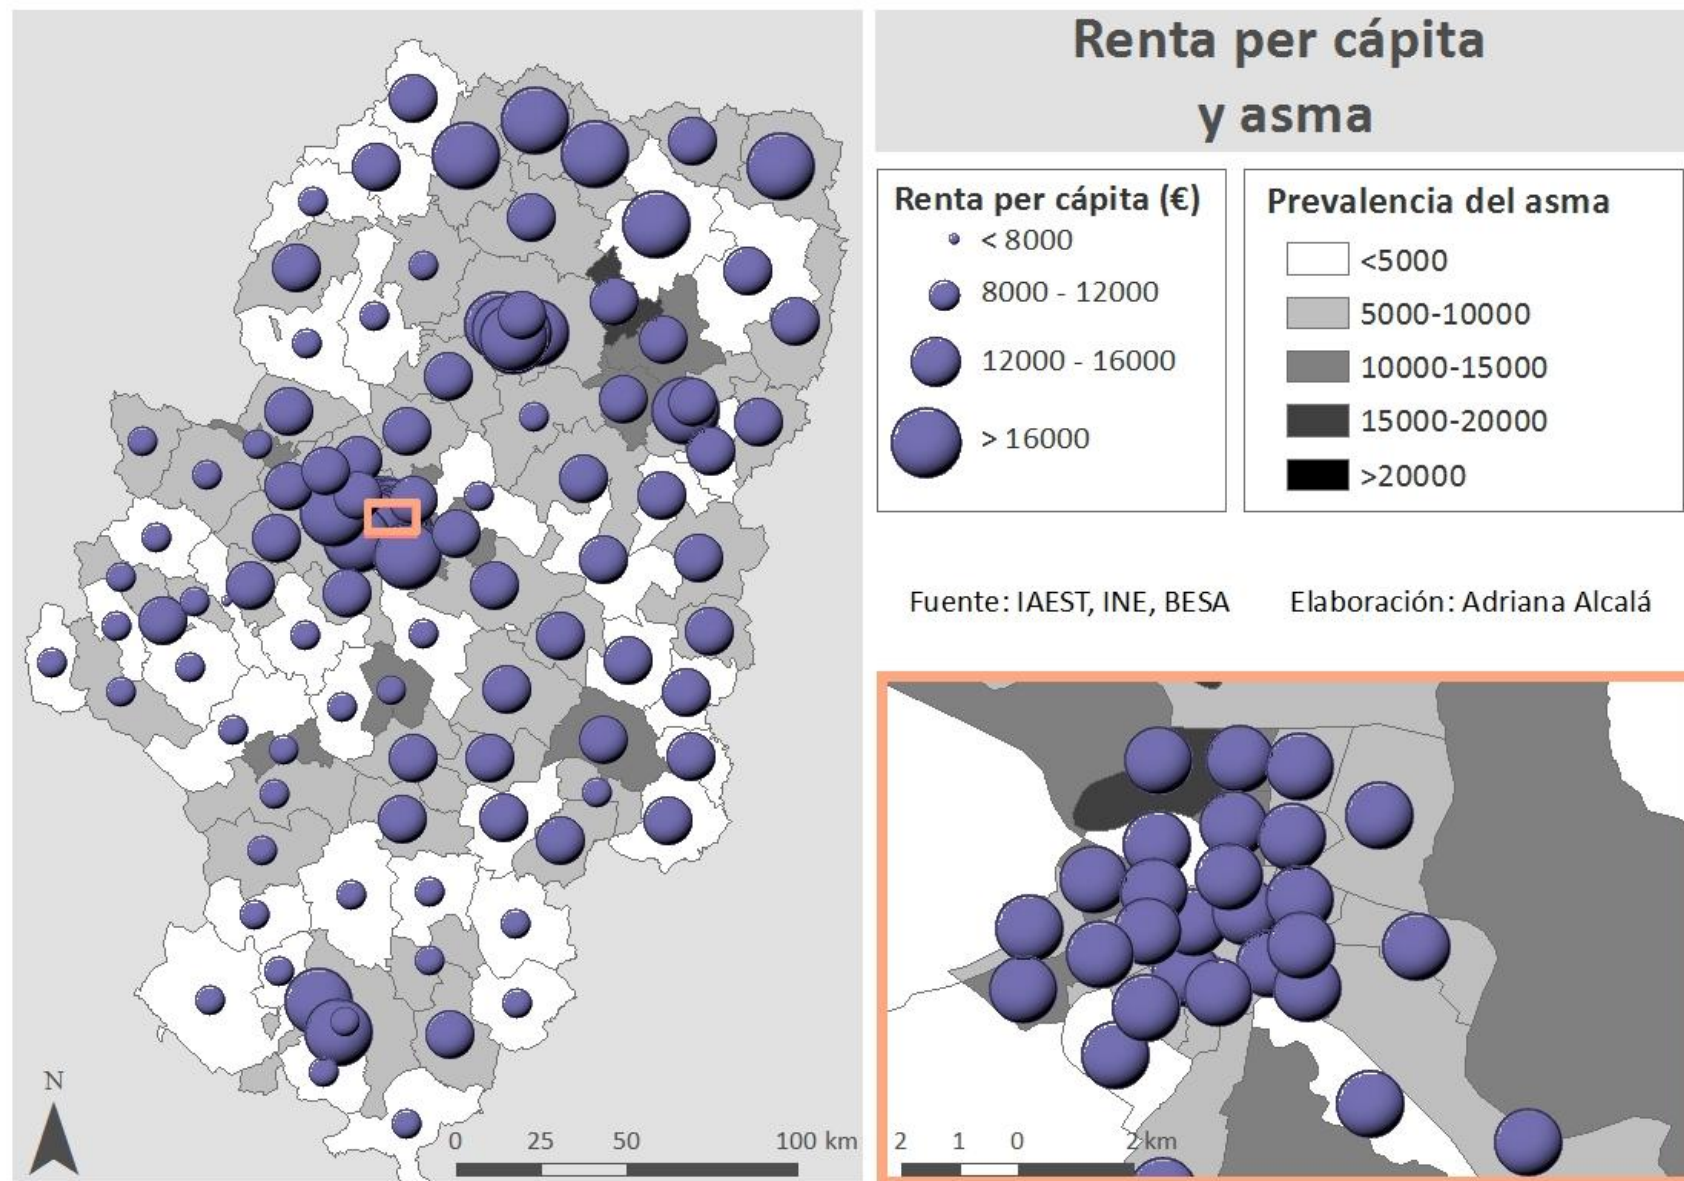 Renta per cápita
y asma
Renta per cápita (€)
< 8000
8000 - 12000
12000 - 16000
> 16000
Prevalencia del asma
<5000
5000-10000
10000-15000
15000-20000
>20000
Fuente: IAEST, INE, BESA
Elaboración: Adriana Alcalá
N
0 25 50 100 km
2 1 0 2 km